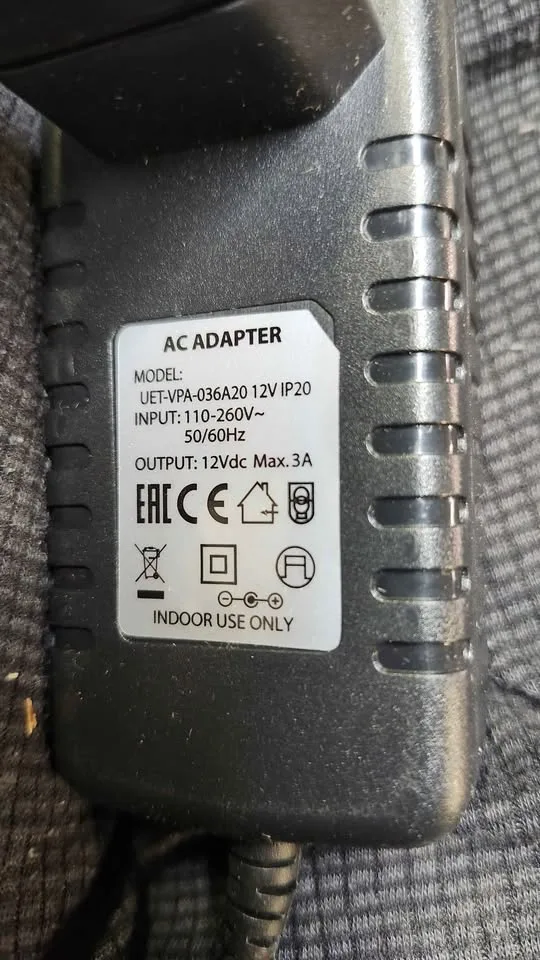 AC ADAPTER
MODEL:
UET-VPA-036A20 12V IP20
INPUT: 110-260V~
50/60Hz
OUTPUT: 12Vdc Max. 3A
EAC CE
INDOOR USE ONLY